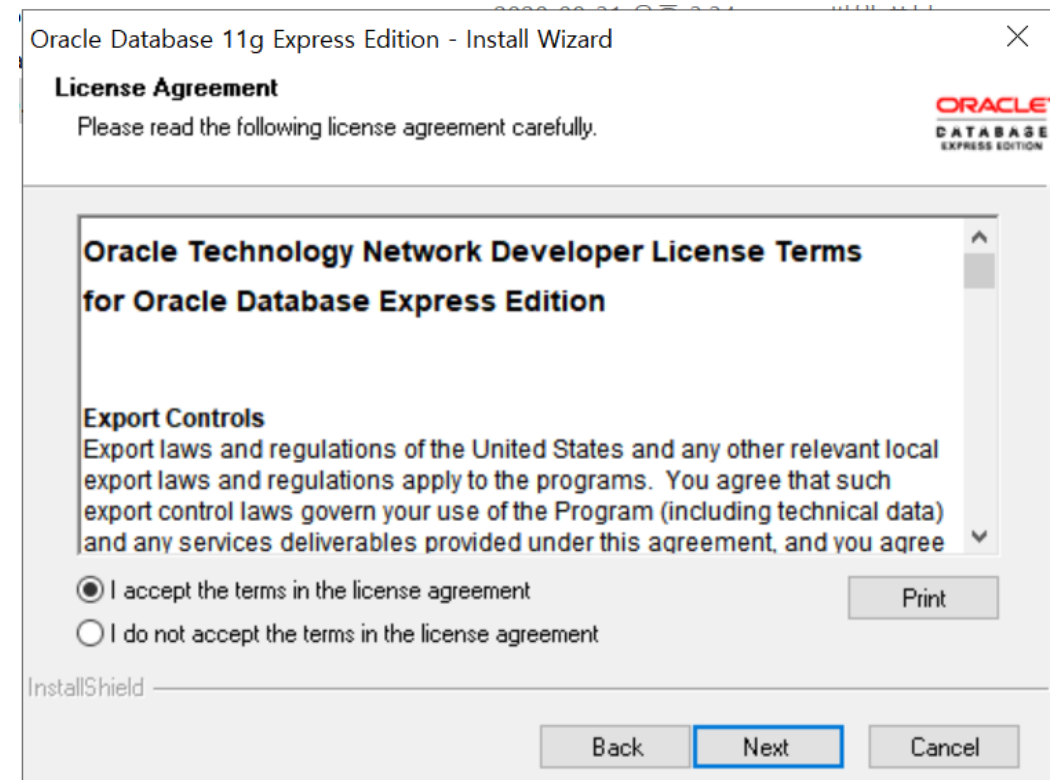 Oracle Database 11g Express Edition - Install Wizard
License Agreement
Please read the following license agreement carefully.
ORACLE
DATABASE
EXPRESS EDITION
Oracle Technology Network Developer License Terms
for Oracle Database Express Edition
Export Controls
Export laws and regulations of the United States and any other relevant local
export laws and regulations apply to the programs.  You agree that such
export control laws govern your use of the Program (including technical data)
and any services deliverables provided under this agreement, and you agree
I accept the terms in the license agreement
Print
I do not accept the terms in the license agreement
InstallShield
Back
Next
Cancel